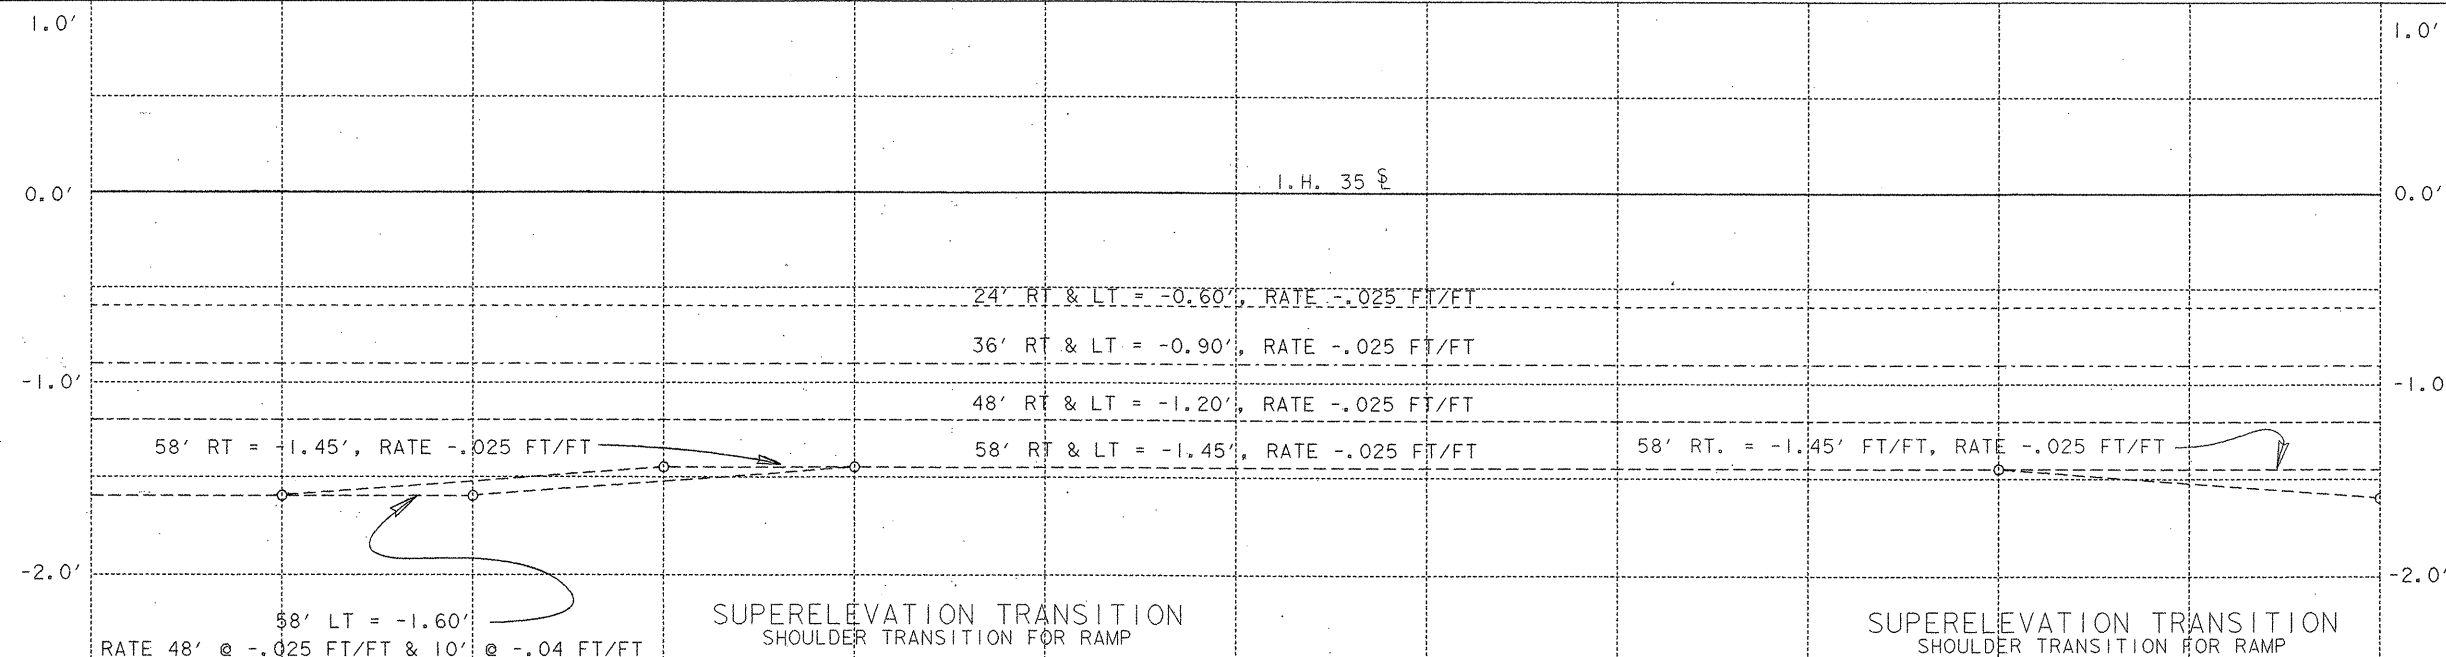 1.0' 1.0'
I.H. 35 ℄
0.0' 0.0'
24' RT & LT = -0.60', RATE -.025 FT/FT
36' RT & LT = -0.90', RATE -.025 FT/FT
-1.0' -1.0
48' RT & LT = -1.20', RATE -.025 FT/FT
58' RT = -1.45', RATE -.025 FT/FT
58' RT & LT = -1.45', RATE -.025 FT/FT
58' RT. = -1.45' FT/FT, RATE -.025 FT/FT
-2.0' -2.0'
58' LT = -1.60'
RATE 48' @ -.025 FT/FT & 10' @ -.04 FT/FT
SUPERELEVATION TRANSITION
SHOULDER TRANSITION FOR RAMP
SUPERELEVATION TRANSITION
SHOULDER TRANSITION FOR RAMP